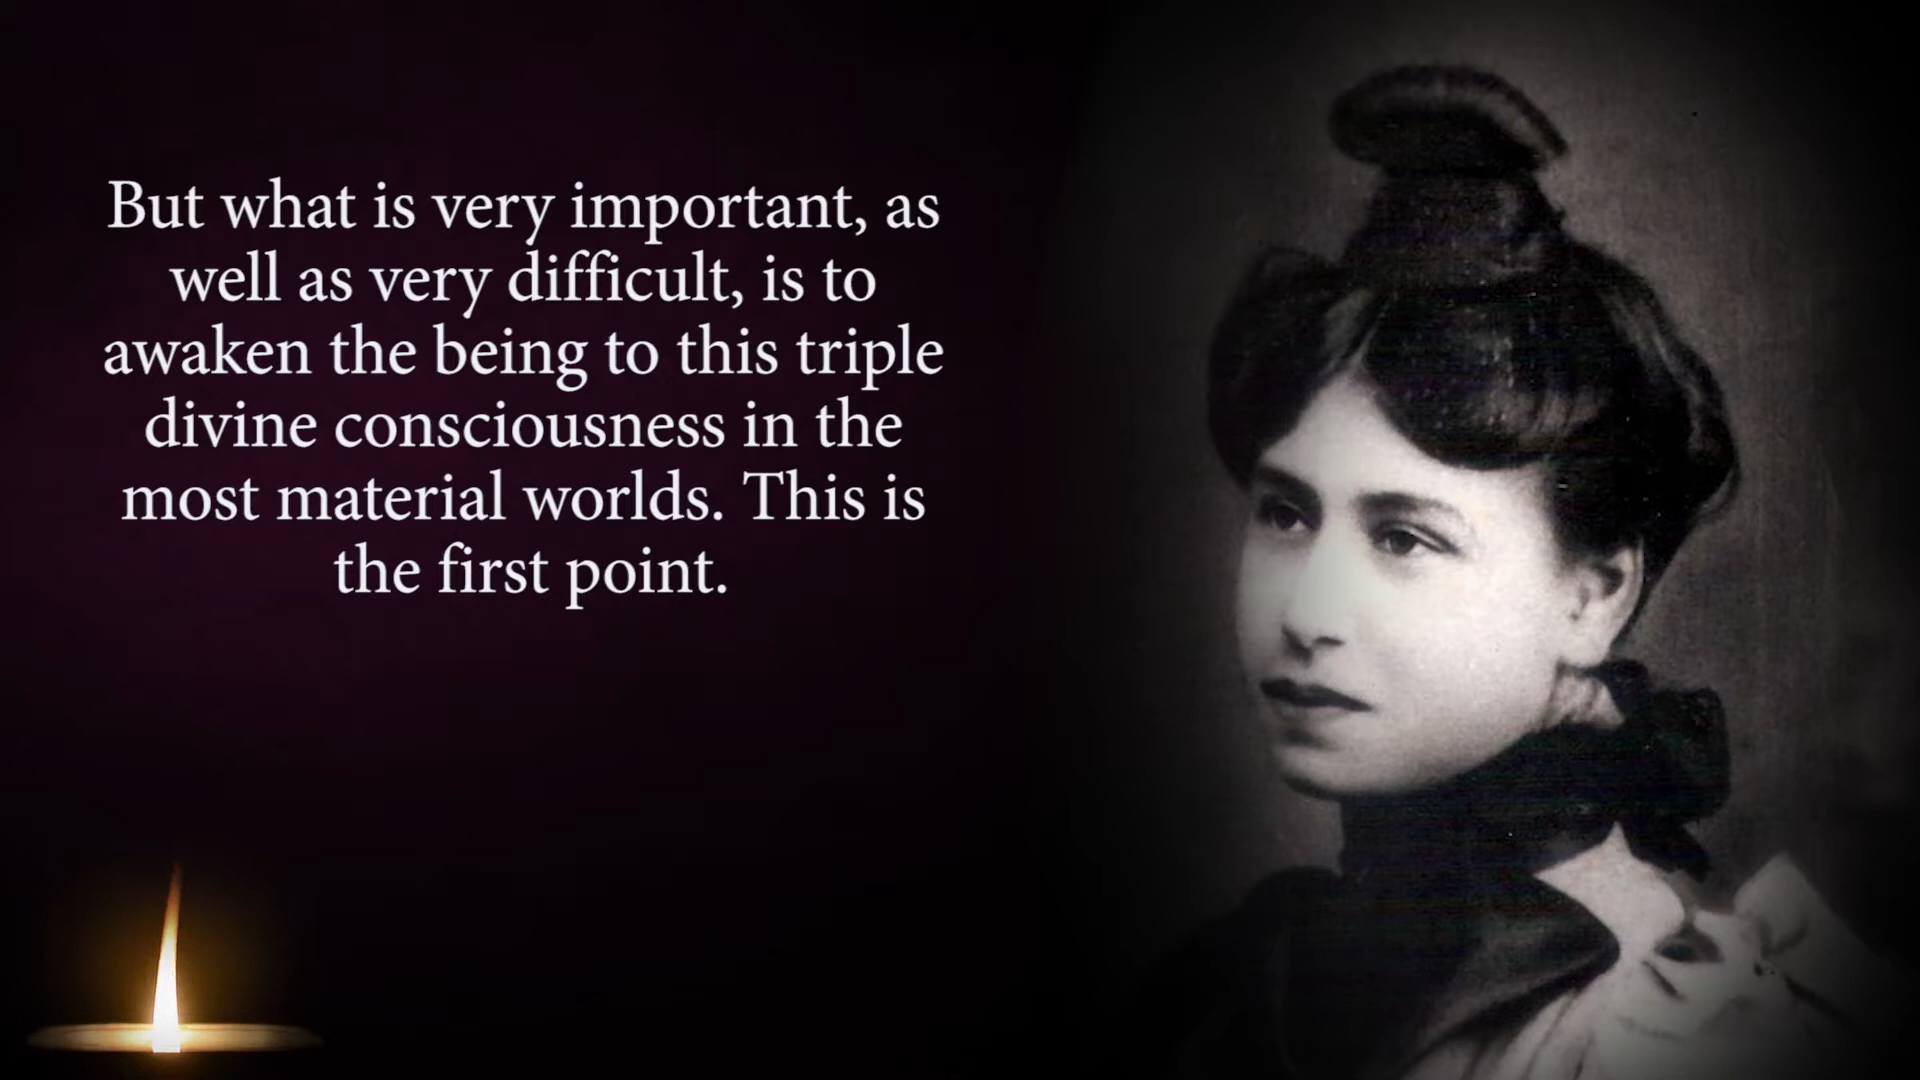 But what is very important, as
well as very difficult, is to
awaken the being to this triple
divine consciousness in the
most material worlds. This is
the first point.